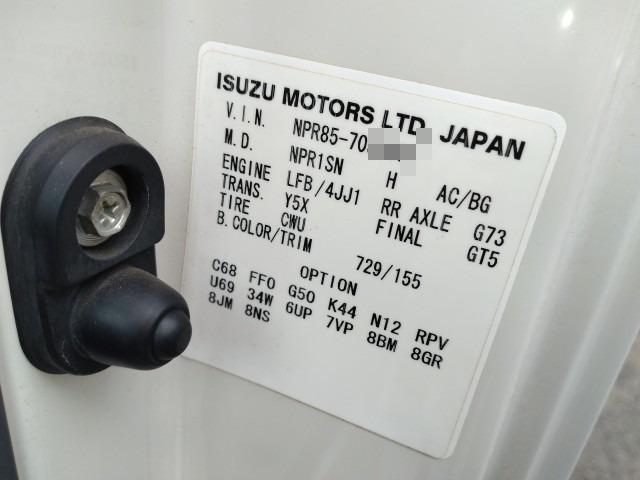 ISUZU MOTORS LTD. JAPAN
V.I.N. NPR85-70
M.D. NPR1SN H AC/BG
ENGINE LFB/4JJ1 RR AXLE G73
TRANS. Y5X FINAL GT5
TIRE CWU
B.COLOR/TRIM 729/155
OPTION
C68 FF0 G50 K44 N12 RPV
U69 34W 6UP 7VP 8BM 8GR
8JM 8NS